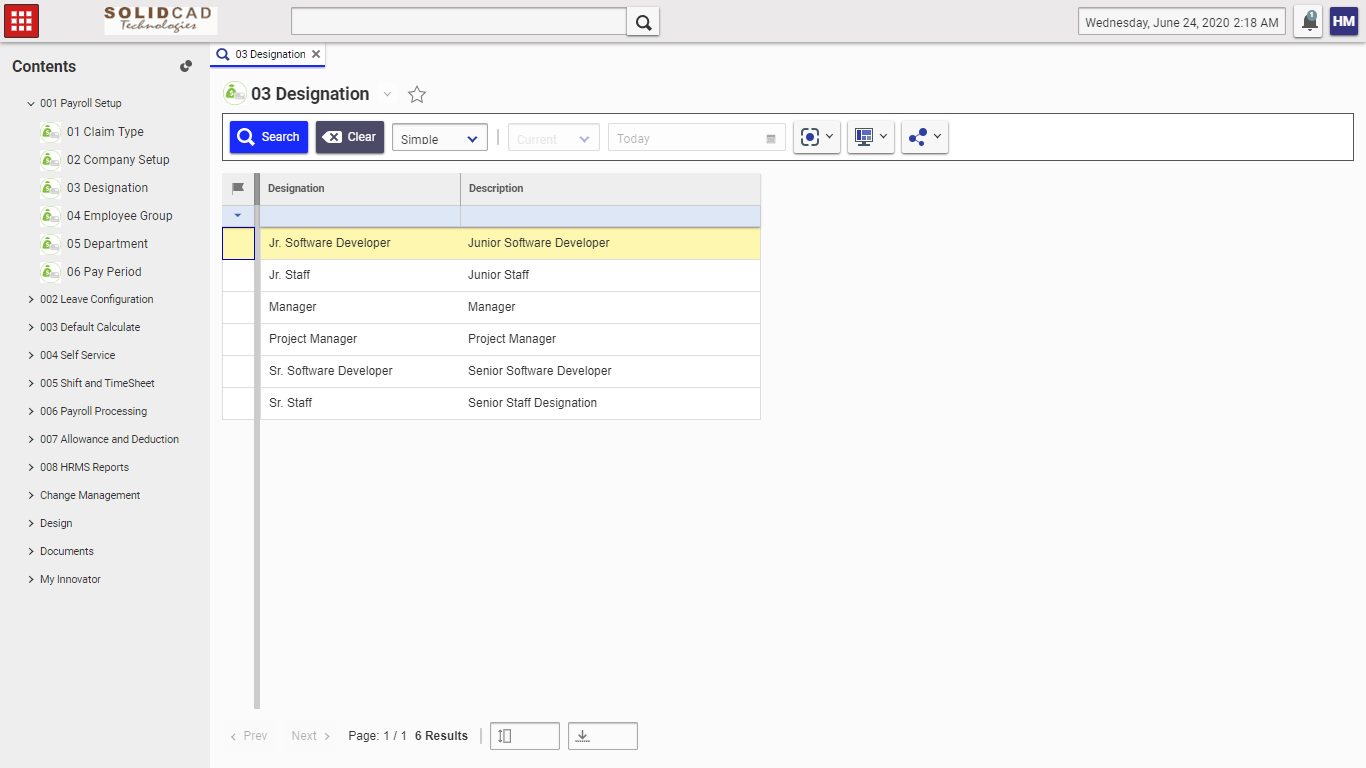 SOLIDCAD
Technologies
Wednesday, June 24, 2020 2:18 AM
1
HM
Contents
001 Payroll Setup
01 Claim Type
02 Company Setup
03 Designation
04 Employee Group
05 Department
06 Pay Period
002 Leave Configuration
003 Default Calculate
004 Self Service
005 Shift and TimeSheet
006 Payroll Processing
007 Allowance and Deduction
008 HRMS Reports
Change Management
Design
Documents
My Innovator
03 Designation
03 Designation
Search Clear Simple Current Today
Designation Description
Jr. Software Developer Junior Software Developer
Jr. Staff Junior Staff
Manager Manager
Project Manager Project Manager
Sr. Software Developer Senior Software Developer
Sr. Staff Senior Staff Designation
Prev Next Page: 1 / 1 6 Results